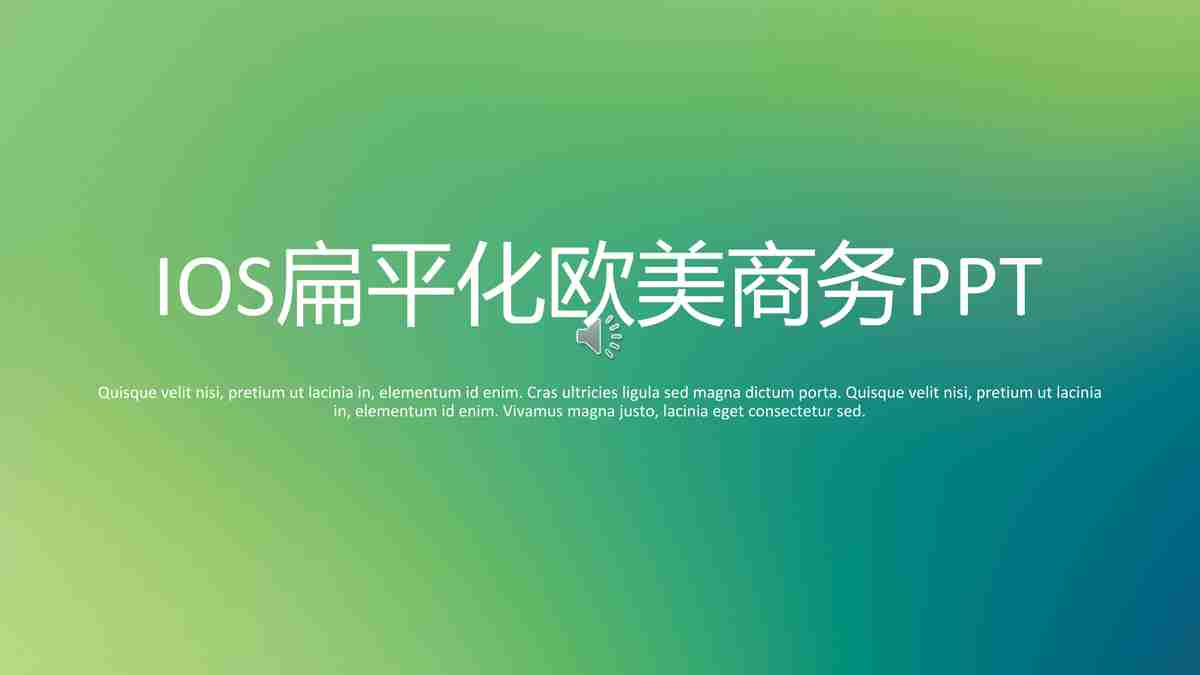 IOS扁平化欧美商务PPT
Quisque velit nisi, pretium ut lacinia in, elementum id enim. Cras ultricies ligula sed magna dictum porta. Quisque velit nisi, pretium ut lacinia
in, elementum id enim. Vivamus magna justo, lacinia eget consectetur sed.